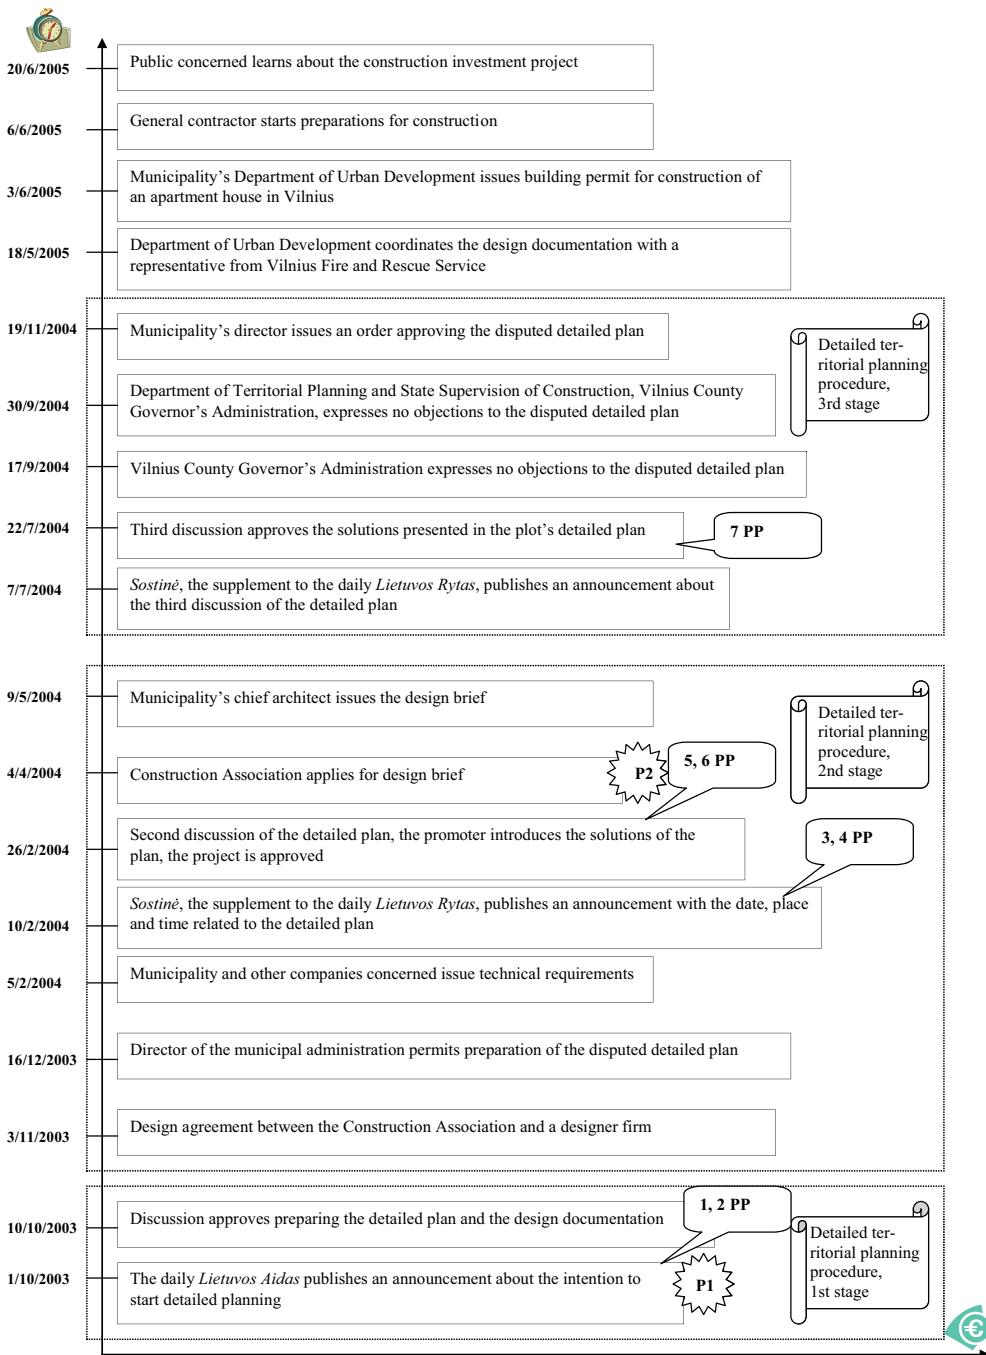 20/6/2005
Public concerned learns about the construction investment project
6/6/2005
General contractor starts preparations for construction
3/6/2005
Municipality's Department of Urban Development issues building permit for construction of
an apartment house in Vilnius
18/5/2005
Department of Urban Development coordinates the design documentation with a
representative from Vilnius Fire and Rescue Service
19/11/2004
Municipality's director issues an order approving the disputed detailed plan
Detailed ter-
ritorial planning
procedure,
3rd stage
30/9/2004
Department of Territorial Planning and State Supervision of Construction, Vilnius County
Governor's Administration, expresses no objections to the disputed detailed plan
17/9/2004
Vilnius County Governor's Administration expresses no objections to the disputed detailed plan
22/7/2004
Third discussion approves the solutions presented in the plot's detailed plan
7 PP
7/7/2004
Sostinė, the supplement to the daily Lietuvos Rytas, publishes an announcement about
the third discussion of the detailed plan
9/5/2004
Municipality's chief architect issues the design brief
Detailed ter-
ritorial planning
procedure,
2nd stage
4/4/2004
Construction Association applies for design brief
P2
5, 6 PP
26/2/2004
Second discussion of the detailed plan, the promoter introduces the solutions of the
plan, the project is approved
3, 4 PP
10/2/2004
Sostinė, the supplement to the daily Lietuvos Rytas, publishes an announcement with the date, place
and time related to the detailed plan
5/2/2004
Municipality and other companies concerned issue technical requirements
16/12/2003
Director of the municipal administration permits preparation of the disputed detailed plan
3/11/2003
Design agreement between the Construction Association and a designer firm
10/10/2003
Discussion approves preparing the detailed plan and the design documentation
1, 2 PP
Detailed ter-
ritorial planning
procedure,
1st stage
1/10/2003
The daily Lietuvos Aidas publishes an announcement about the intention to
start detailed planning
P1
€